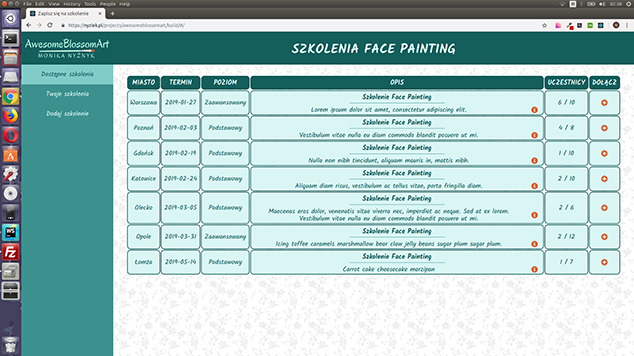 Zapisz się na szkolenie
File Edit View History Tools People Help
02:36
https://nyziek.pl/projects/awesomeblossomart/build/#/
AwesomeBlossomArt
MONIKA NYŻNYK
SZKOLENIA FACE PAINTING
Dostępne szkolenia
Twoje szkolenia
Dodaj szkolenie
MIASTO TERMIN POZIOM OPIS UCZESTNICY DOŁĄCZ
Szkolenie Face Painting
Warszawa 2019-01-27 Zaawansowany Lorem ipsum dolor sit amet, consectetur adipiscing elit. 6 / 10
Szkolenie Face Painting
Poznań 2019-02-03 Podstawowy Vestibulum vitae nulla eu diam commodo blandit posuere ut mi. 4 / 8
Szkolenie Face Painting
Gdańsk 2019-02-19 Podstawowy Nulla non nibh tincidunt, aliquam mauris in, mattis nibh. 1 / 10
Szkolenie Face Painting
Katowice 2019-02-24 Podstawowy Aliquam diam risus, vestibulum ac tellus vitae, porta fringilla diam. 2 / 10
Szkolenie Face Painting
Olecko 2019-03-05 Podstawowy Maecenas eros dolor, venenatis vitae viverra nec, imperdiet ac neque. Sed at ex lorem. 2 / 6
Vestibulum vitae nulla eu diam commodo blandit posuere ut mi.
Szkolenie Face Painting
Opole 2019-03-31 Zaawansowany Icing toffee caramels marshmallow bear claw jelly beans sugar plum sugar plum. 2 / 12
Szkolenie Face Painting
Łomża 2019-05-14 Podstawowy Carrot cake cheesecake marzipan 1 / 7